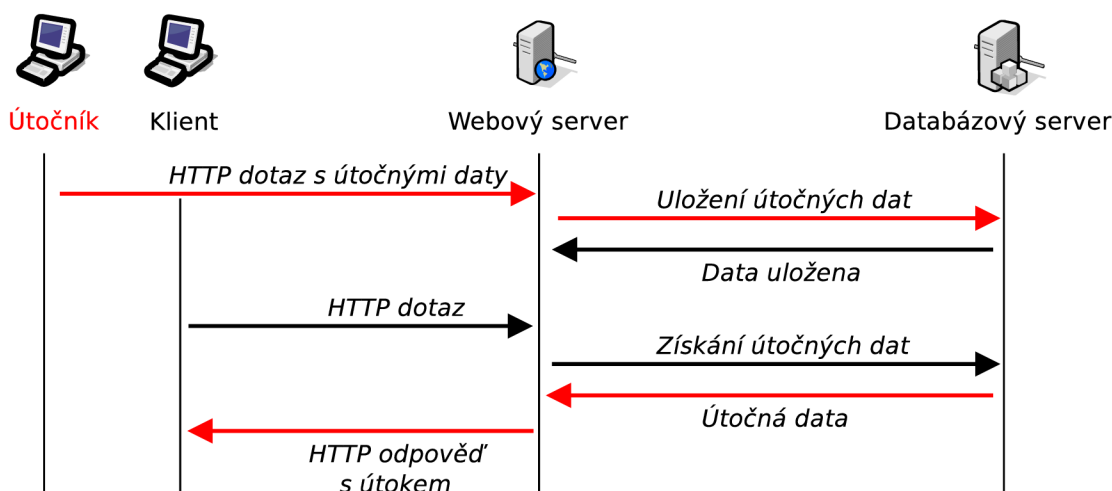 Útočník
Klient
Webový server
Databázový server
HTTP dotaz s útočnými daty
Uložení útočných dat
Data uložena
HTTP dotaz
Získání útočných dat
Útočná data
HTTP odpověď
s útokem